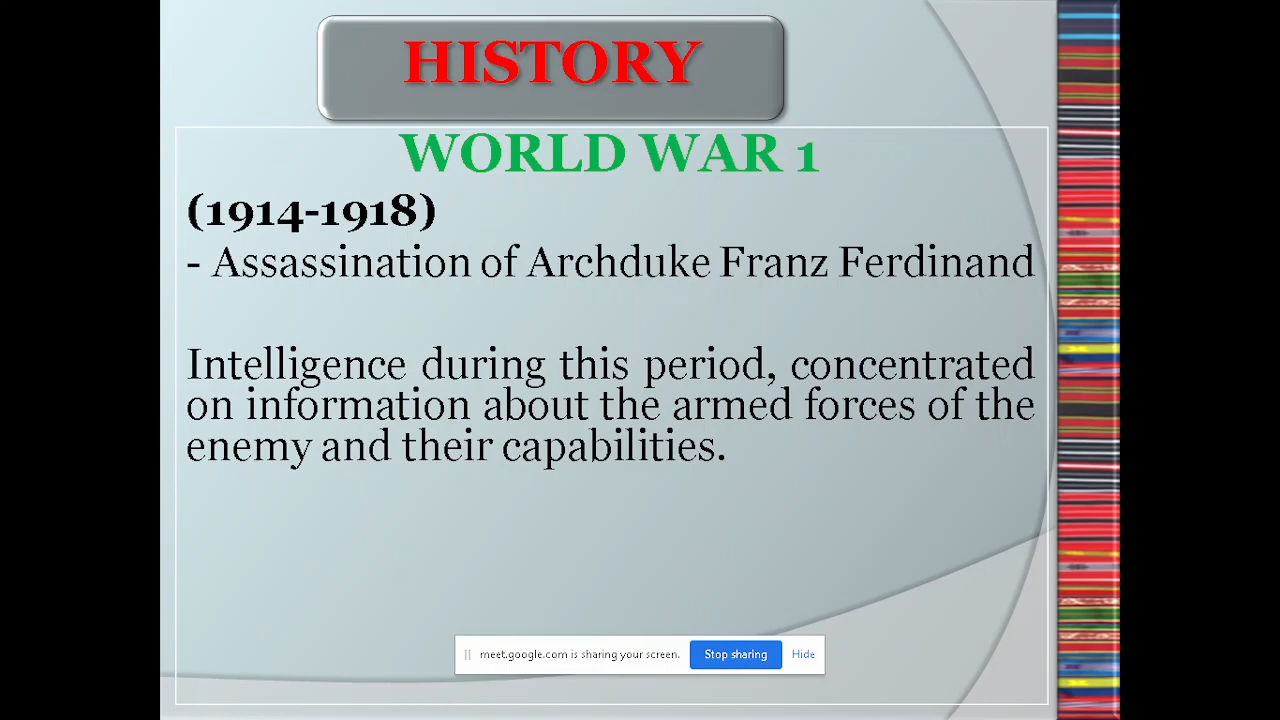 HISTORY
WORLD WAR 1
(1914-1918)
- Assassination of Archduke Franz Ferdinand
Intelligence during this period, concentrated
on information about the armed forces of the
enemy and their capabilities.
meet.google.com is sharing your screen. Stop sharing Hide